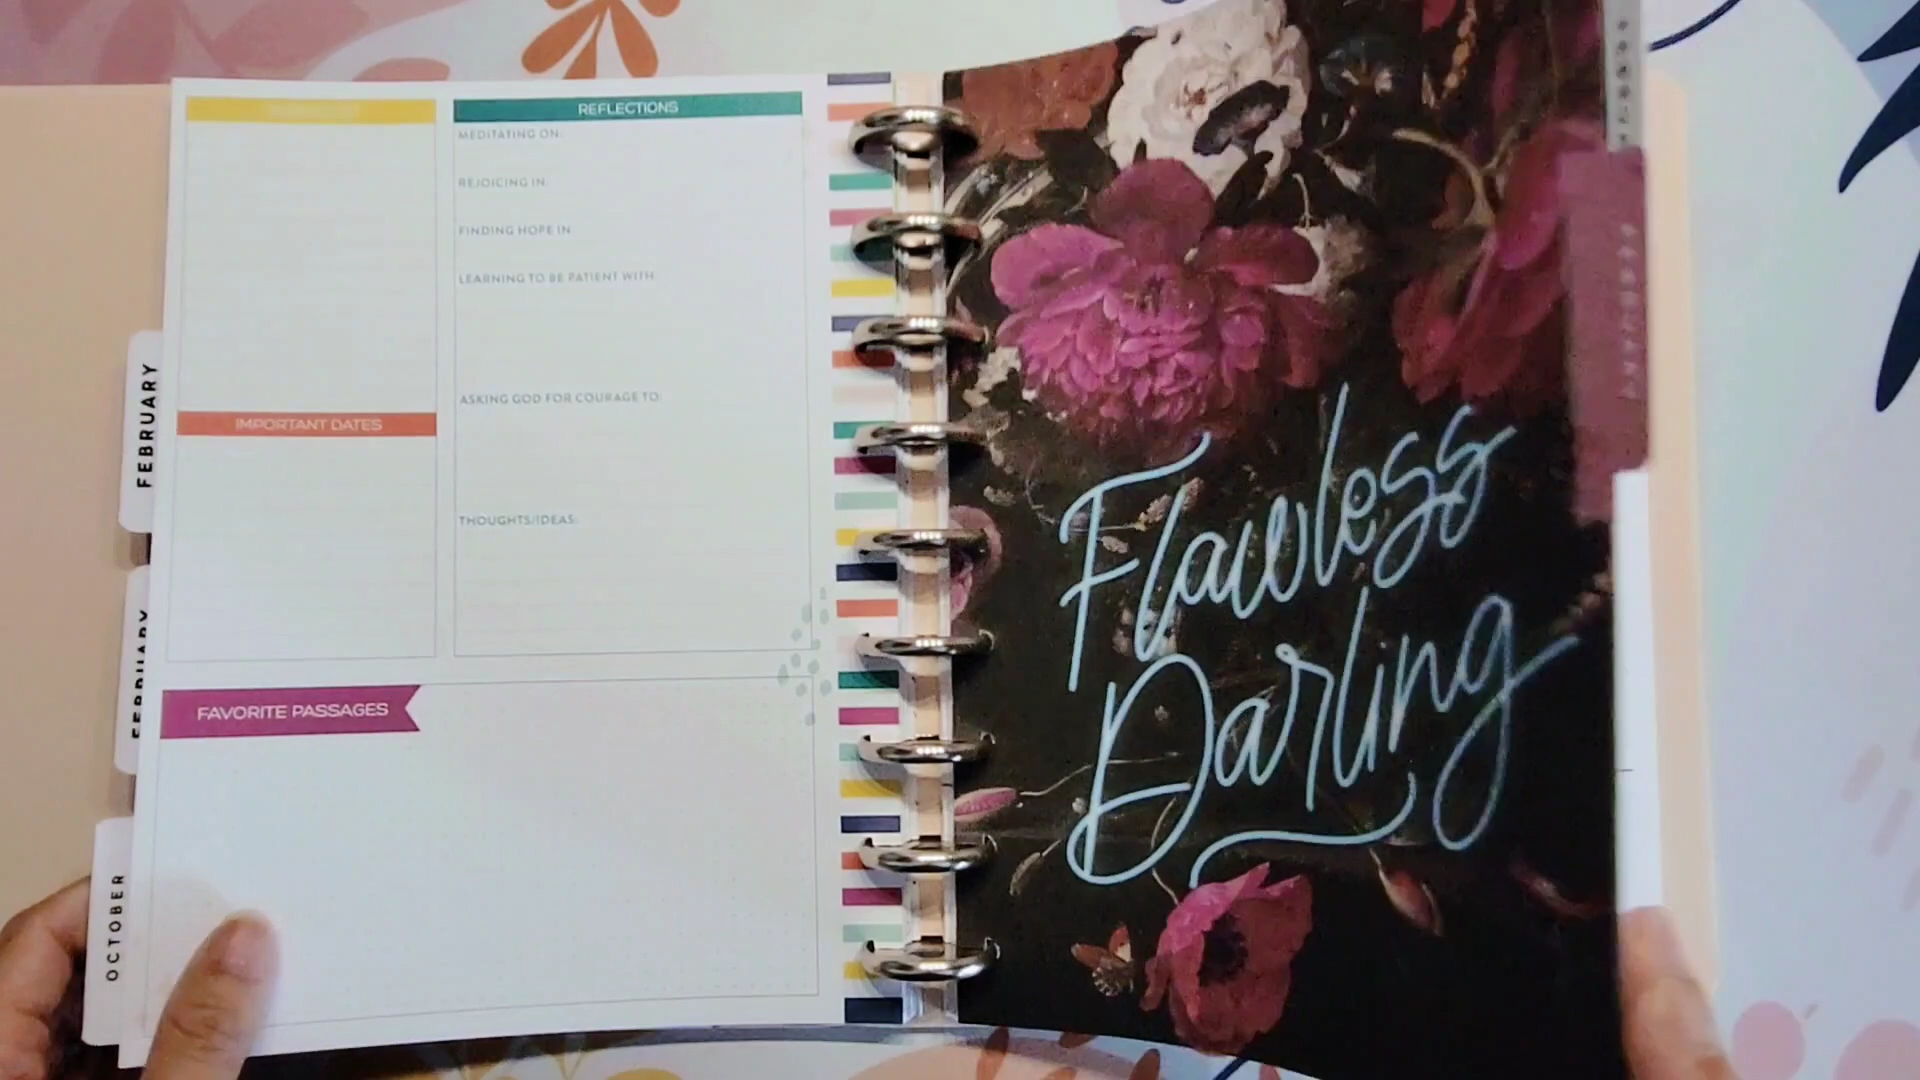 REFLECTIONS
MEDITATING ON:
REJOICING IN:
FINDING HOPE IN:
LEARNING TO BE PATIENT WITH:
ASKING GOD FOR COURAGE TO:
THOUGHTS/IDEAS:
IMPORTANT DATES
FAVORITE PASSAGES
FEBRUARY
FEBRUARY
OCTOBER
Flawless
Darling